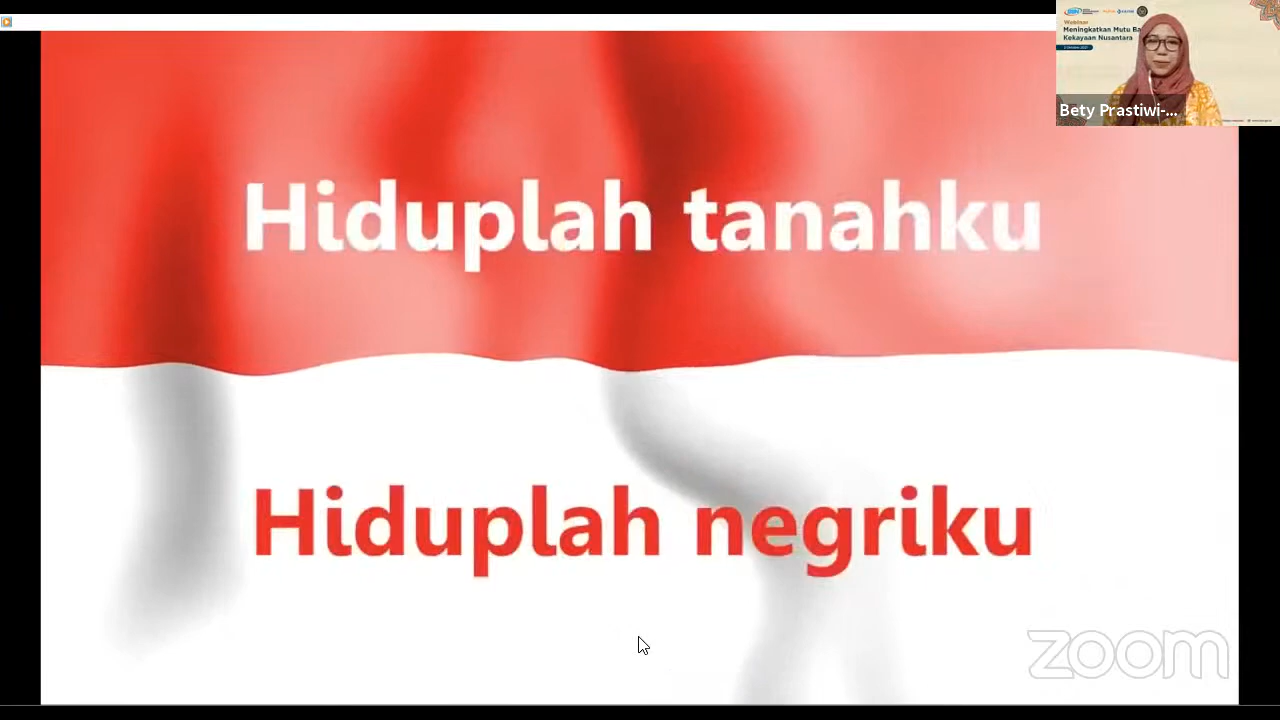 Webinar
Meningkatkan Mutu Ba
Kekayaan Nusantara
Bety Prastiwi-...
Hiduplah tanahku
Hiduplah negriku
zoom